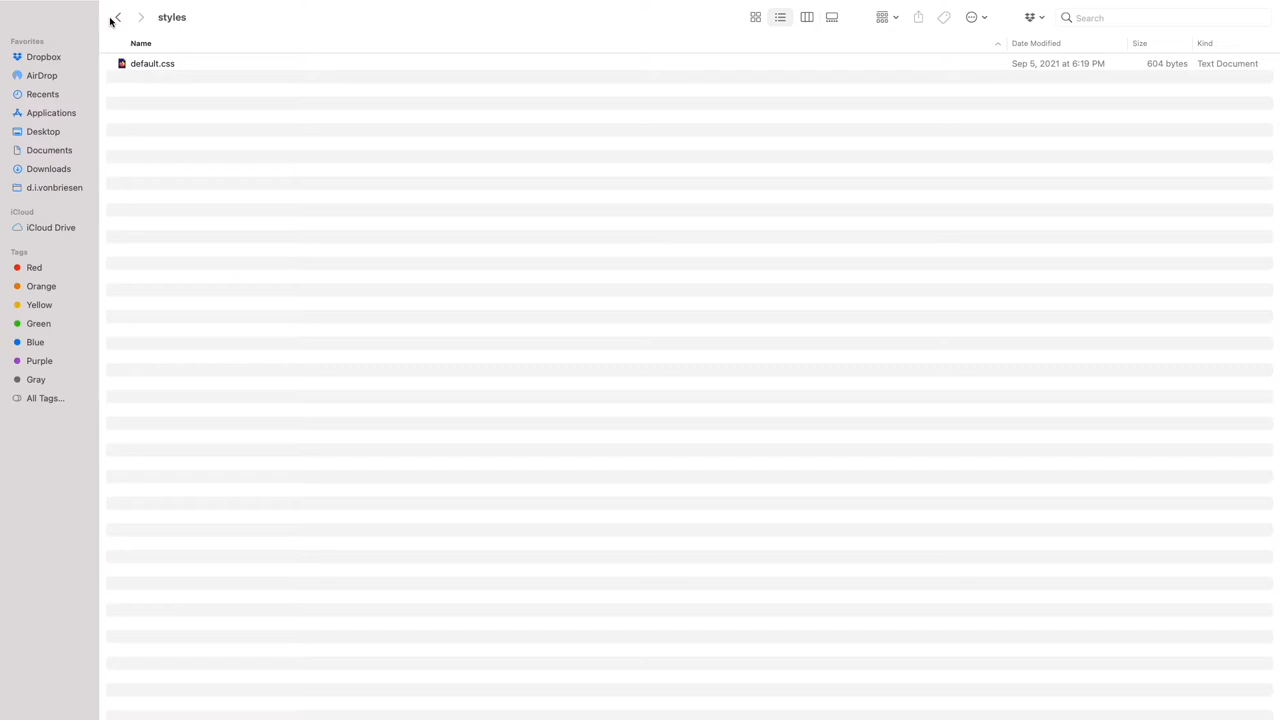 styles
Search
Favorites
Dropbox
AirDrop
Recents
Applications
Desktop
Documents
Downloads
d.i.vonbriesen
iCloud
iCloud Drive
Tags
Red
Orange
Yellow
Green
Blue
Purple
Gray
All Tags...
Name Date Modified Size Kind
default.css Sep 5, 2021 at 6:19 PM 604 bytes Text Document